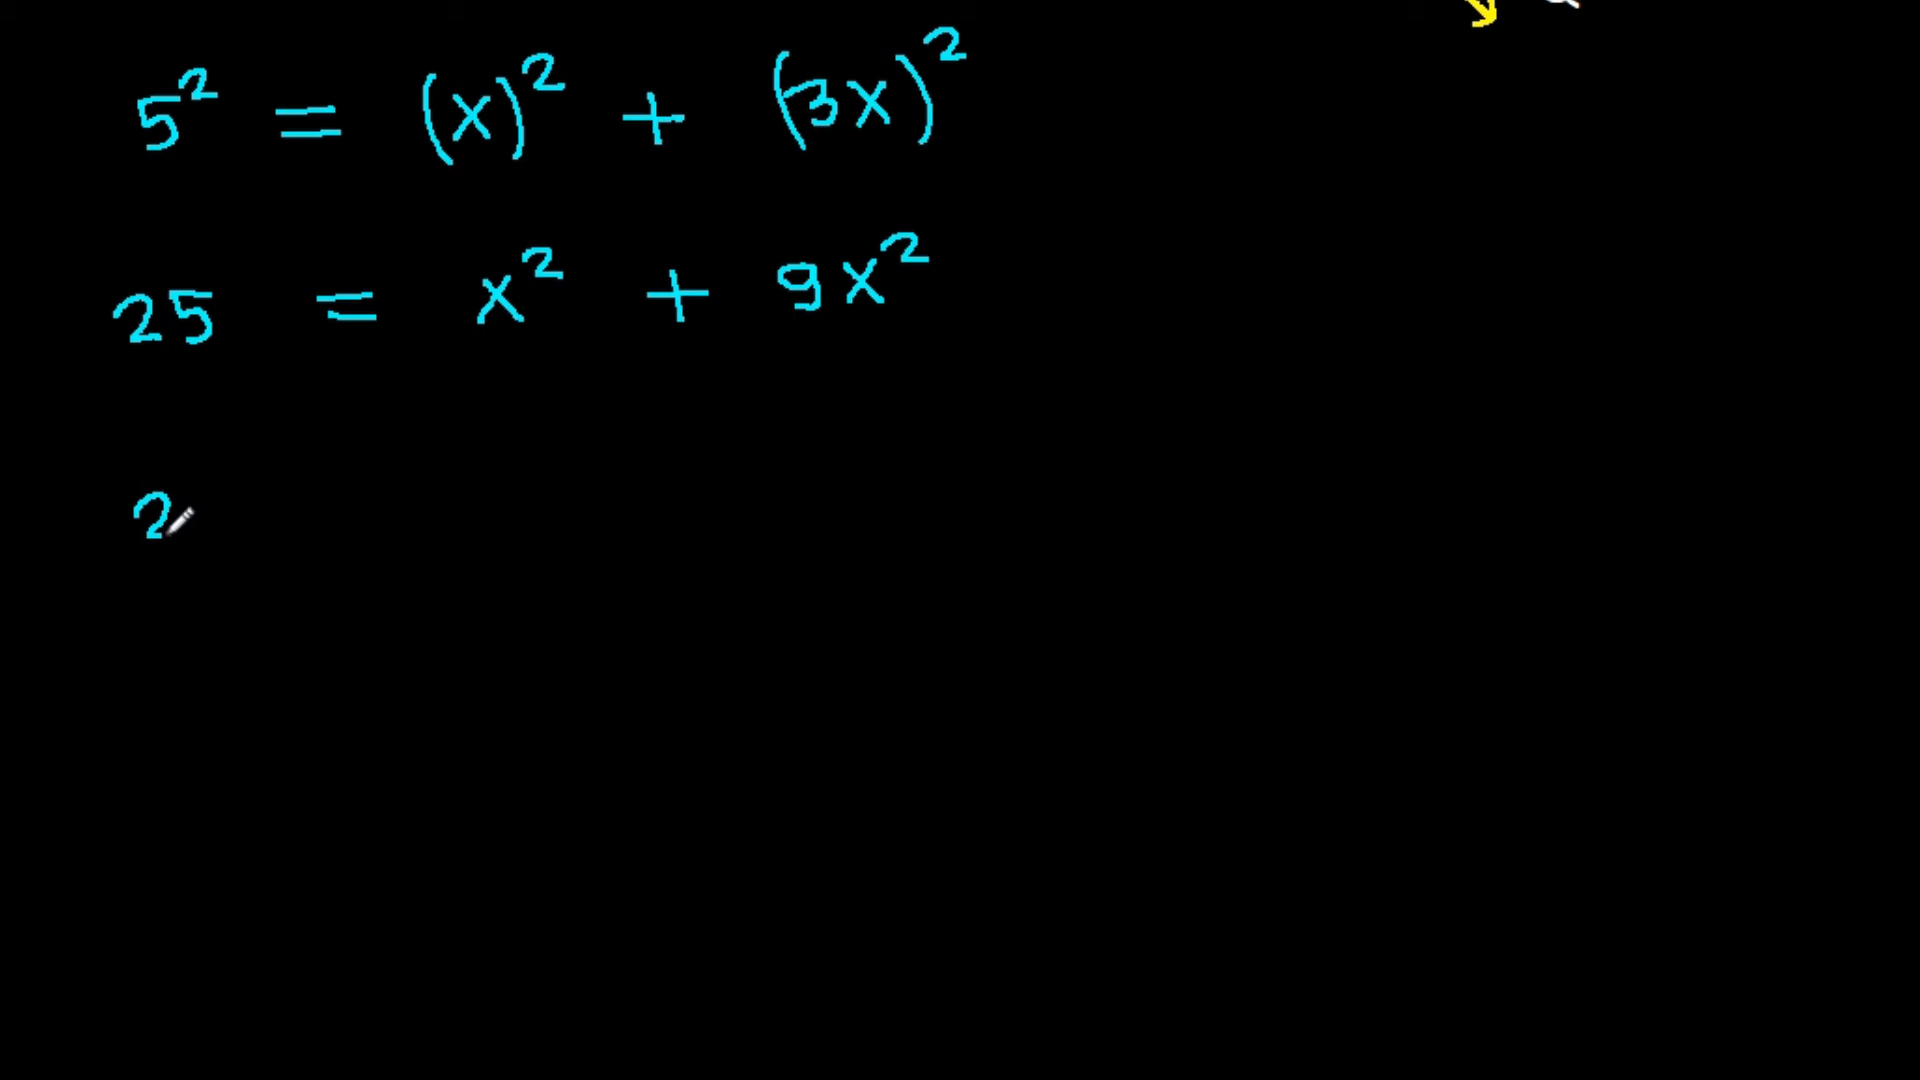 5² = (x)² + (3x)²
25 = x² + 9x²
2